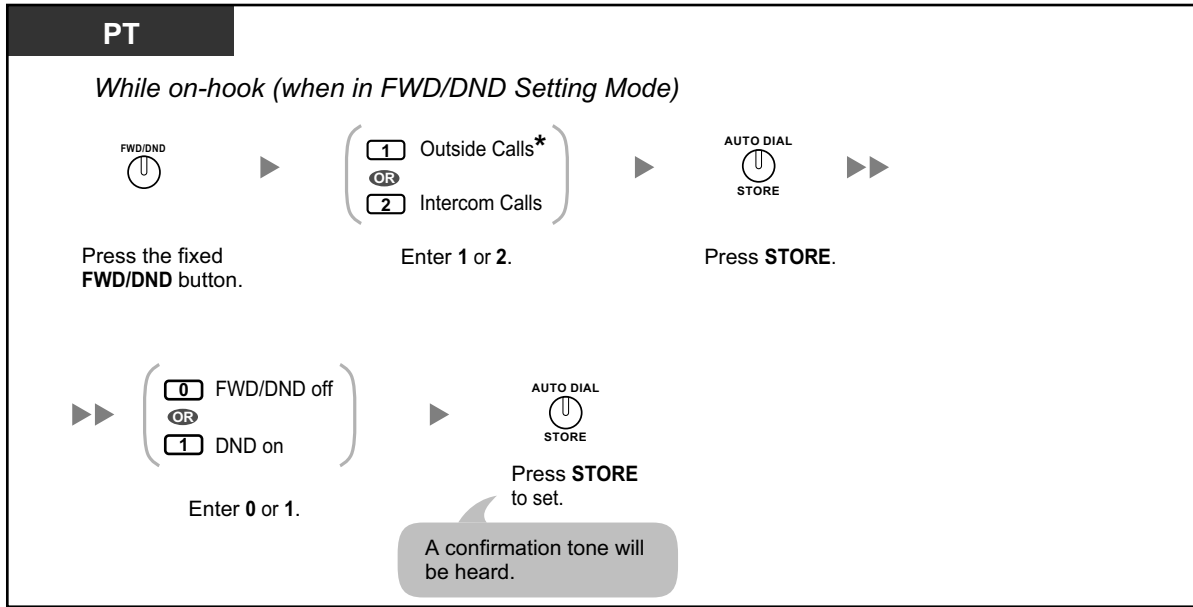 PT
While on-hook (when in FWD/DND Setting Mode)
FWD/DND
1 Outside Calls*
OR
2 Intercom Calls
AUTO DIAL
STORE
Press the fixed
FWD/DND button.
Enter 1 or 2.
Press STORE.
0 FWD/DND off
OR
1 DND on
AUTO DIAL
STORE
Enter 0 or 1.
Press STORE
to set.
A confirmation tone will
be heard.